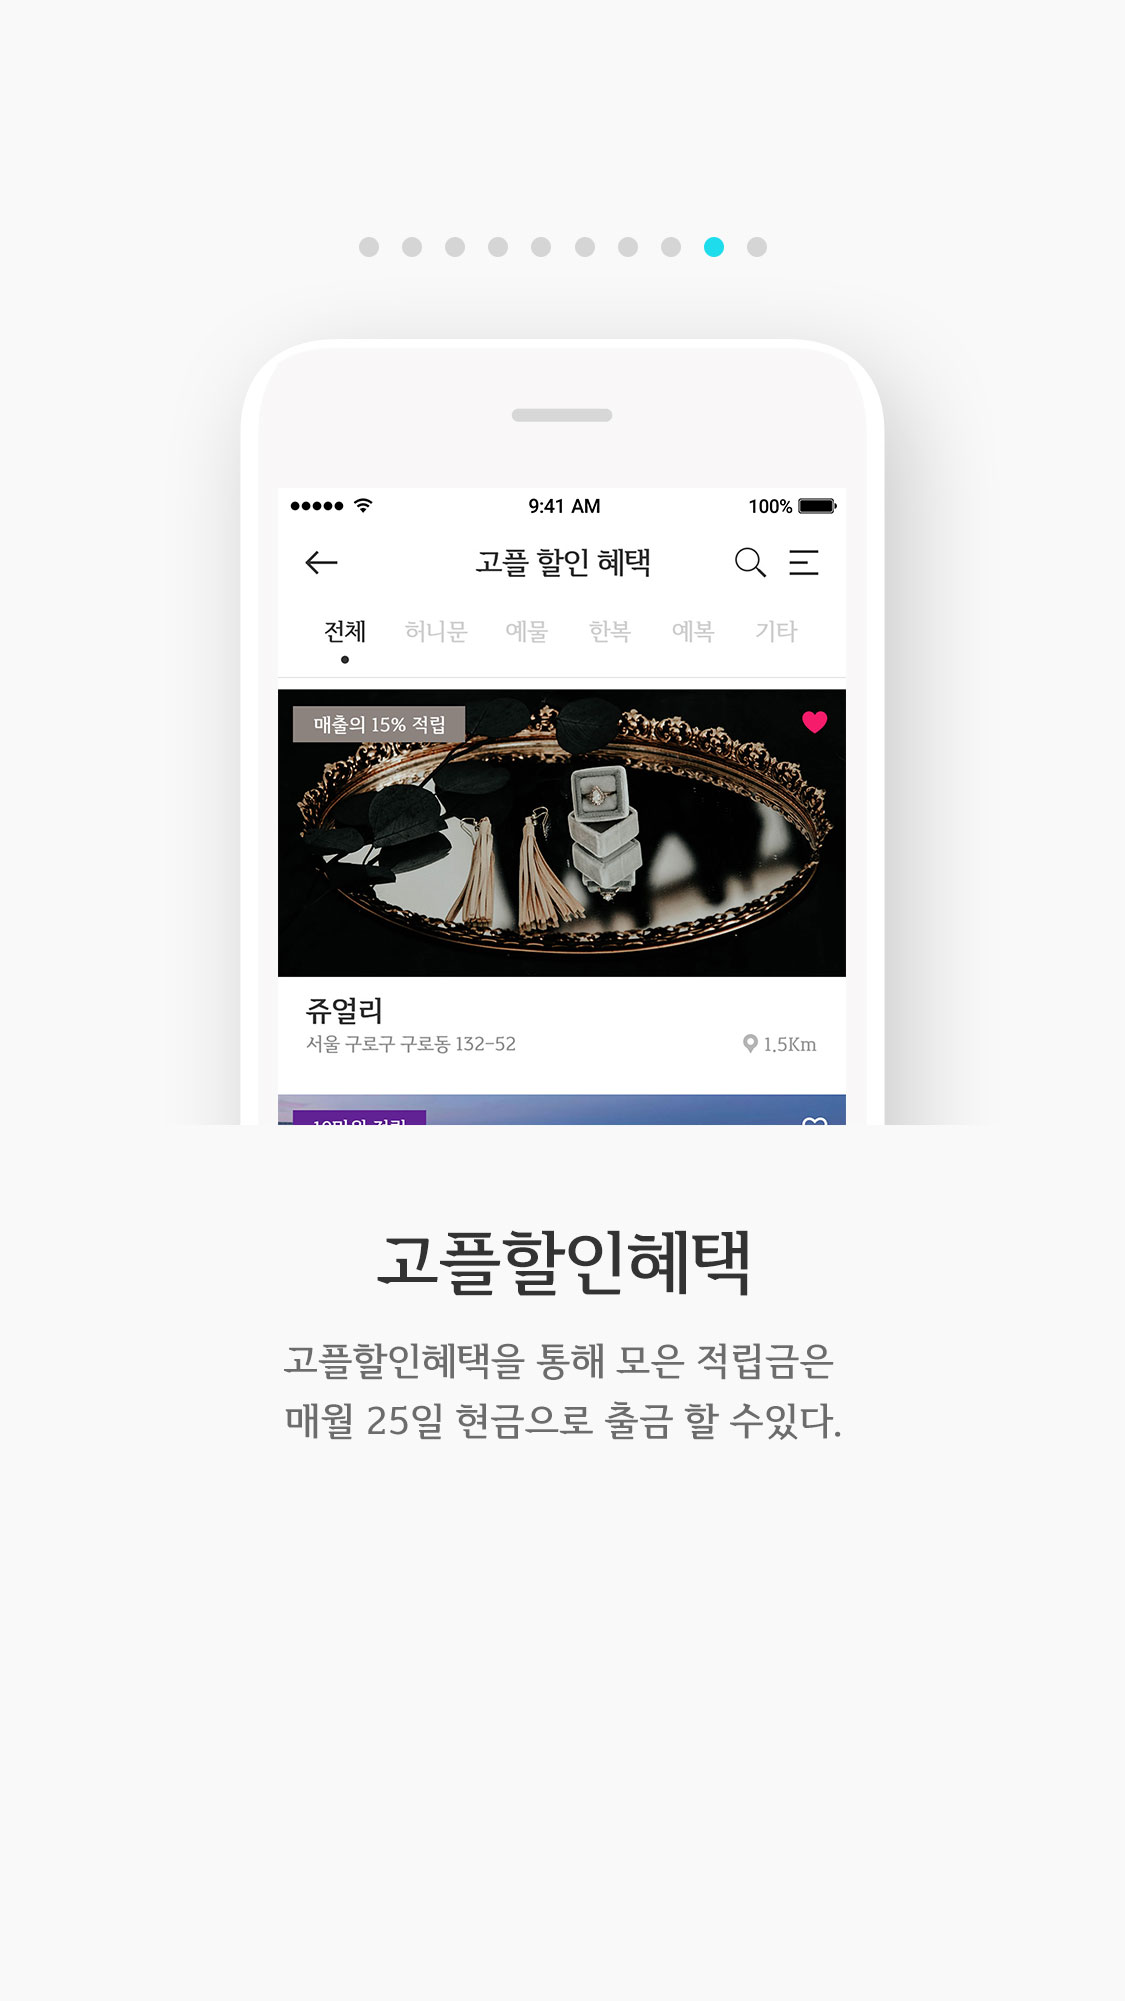 9:41 AM 100%
고플 할인 혜택
전체 허니문 예물 한복 예복 기타
매출의 15% 적립
쥬얼리
서울 구로구 구로동 132-52 1.5Km
고플할인혜택
고플할인혜택을 통해 모은 적립금은
매월 25일 현금으로 출금 할 수있다.